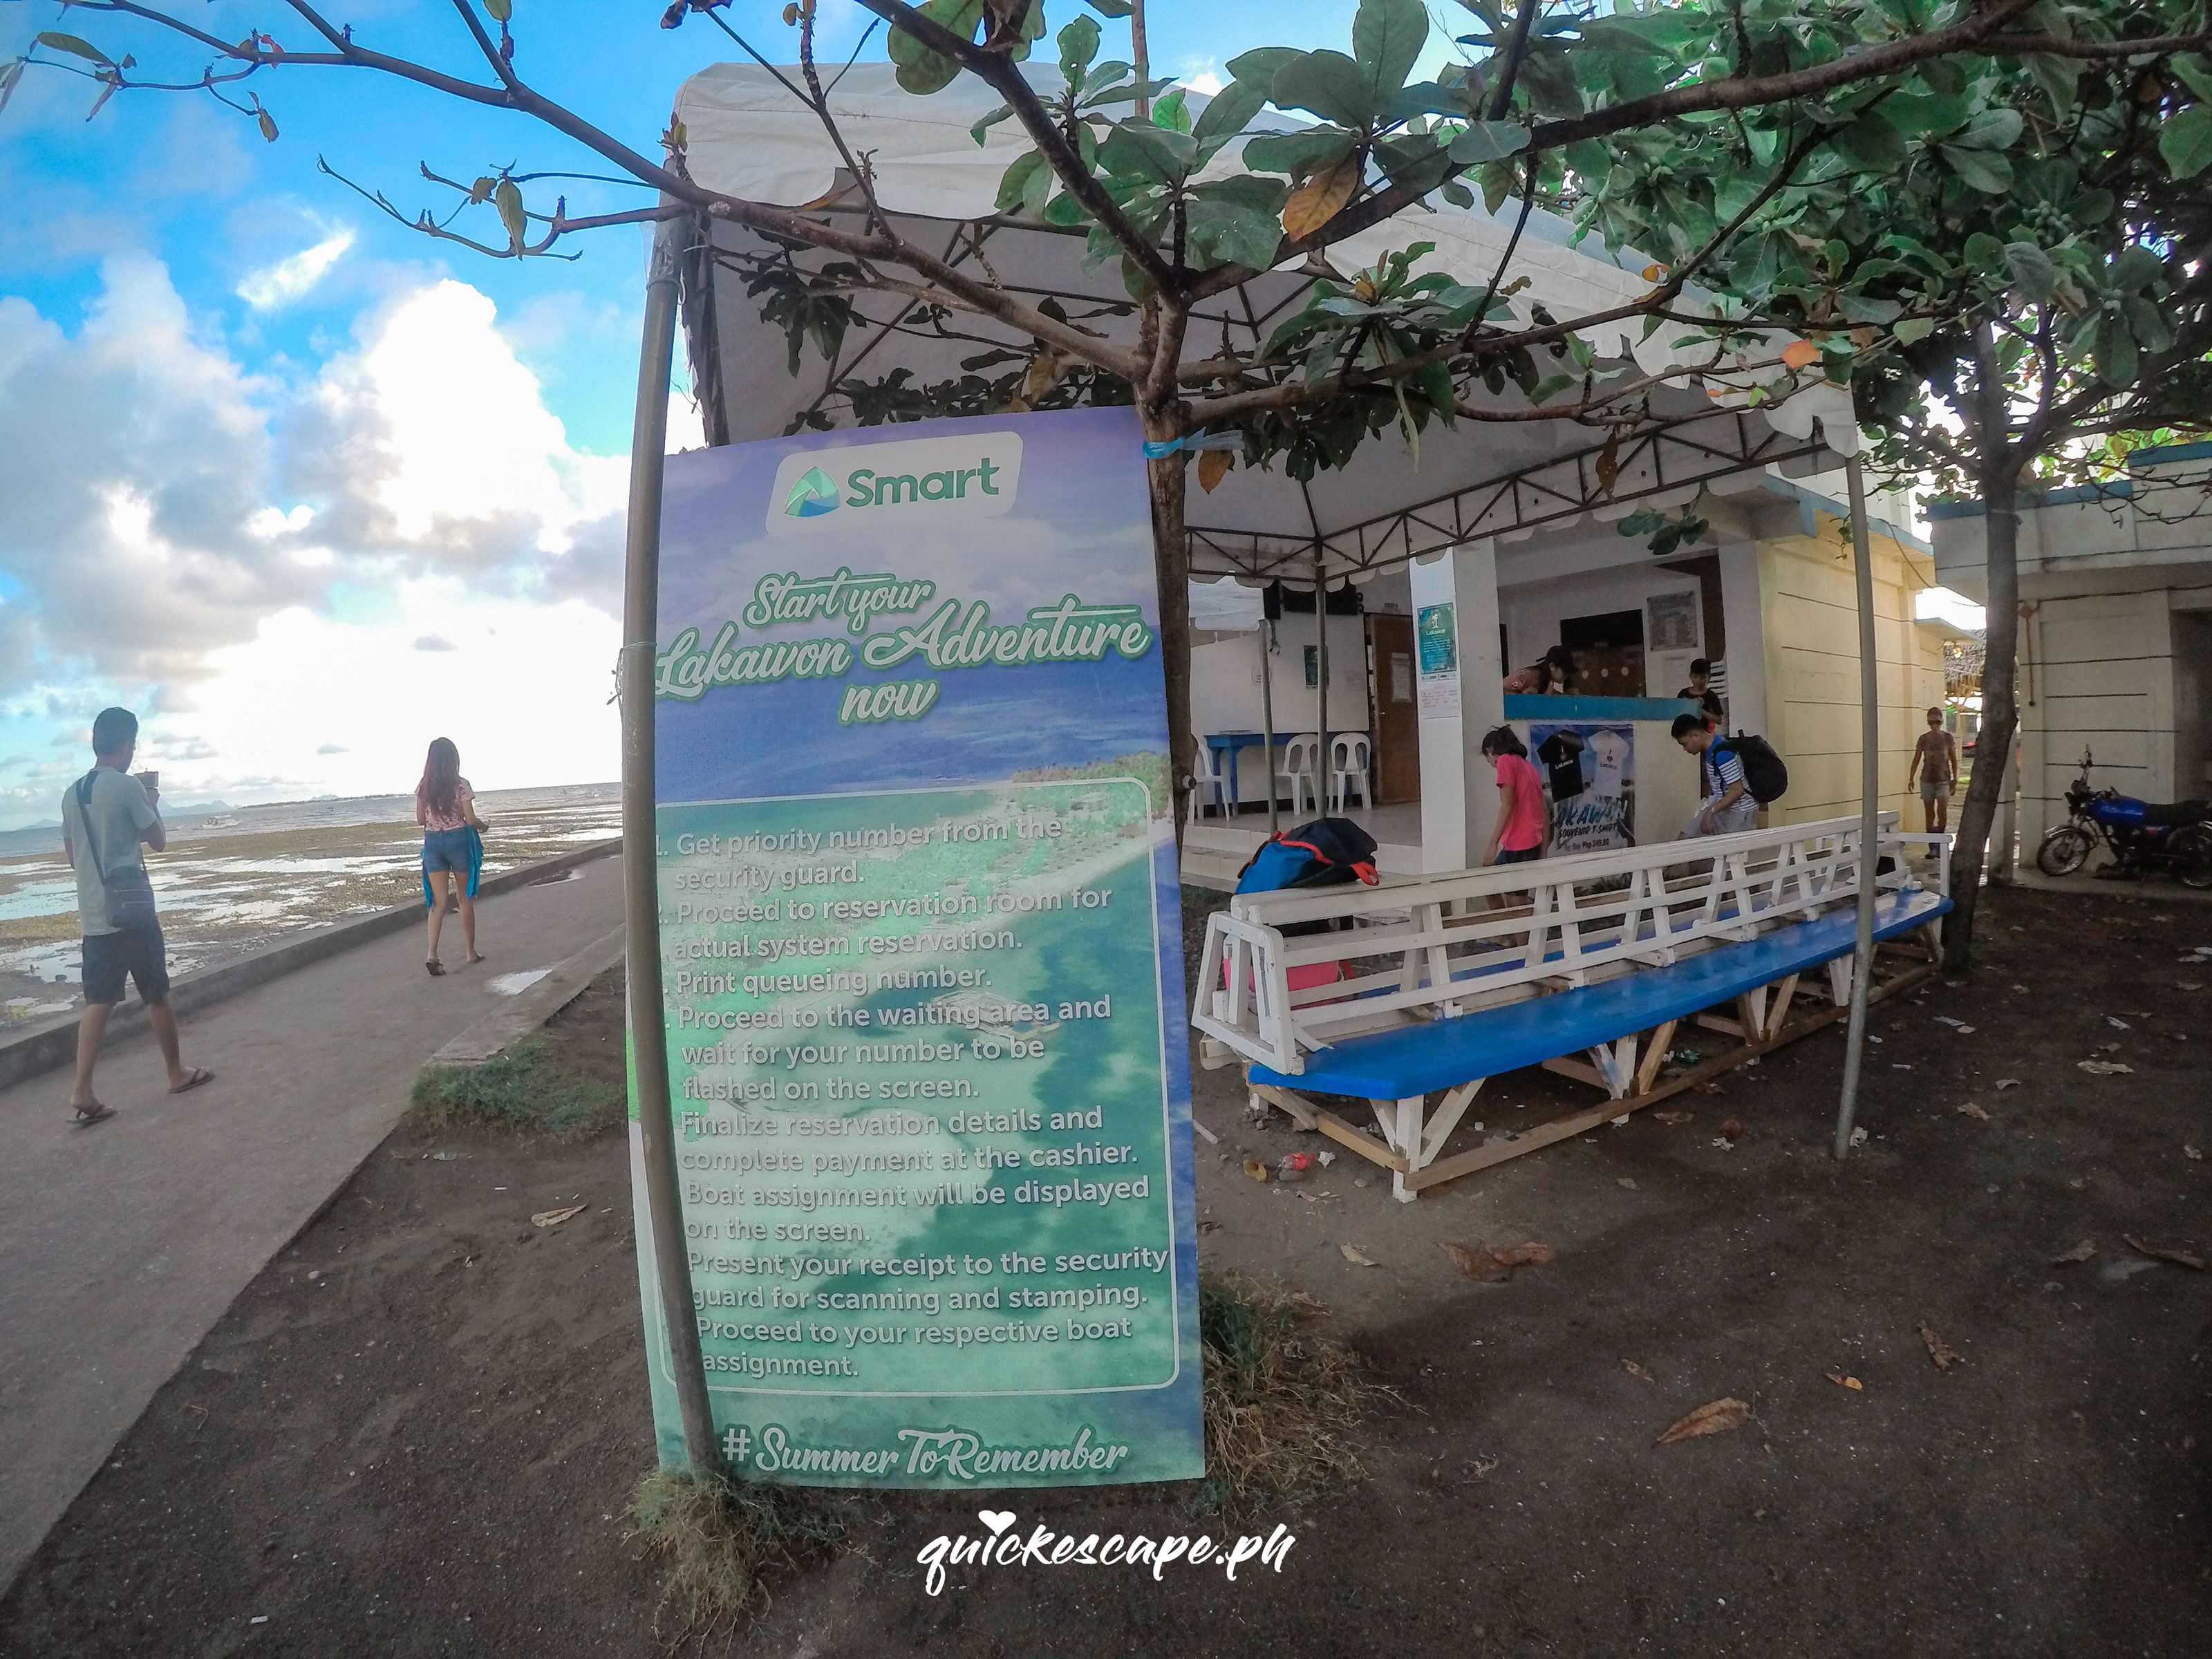 Smart
Start your
Lakawon Adventure
now
1. Get priority number from the
security guard.
Proceed to reservation room for
actual system reservation.
Print queueing number.
Proceed to the waiting area and
wait for your number to be
flashed on the screen.
Finalize reservation details and
complete payment at the cashier.
Boat assignment will be displayed
on the screen.
Present your receipt to the security
guard for scanning and stamping.
Proceed to your respective boat
assignment.
#SummerToRemember
LAKAWON
SOUVENIR T-SHIRT
quickescape.ph